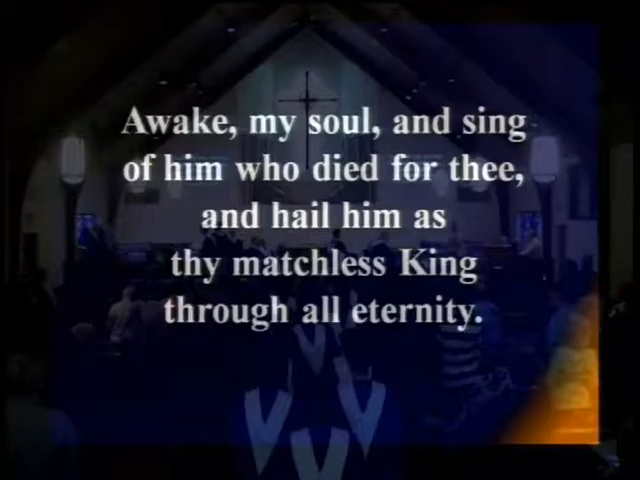 Awake, my soul, and sing
of him who died for thee,
and hail him as
thy matchless King
through all eternity.